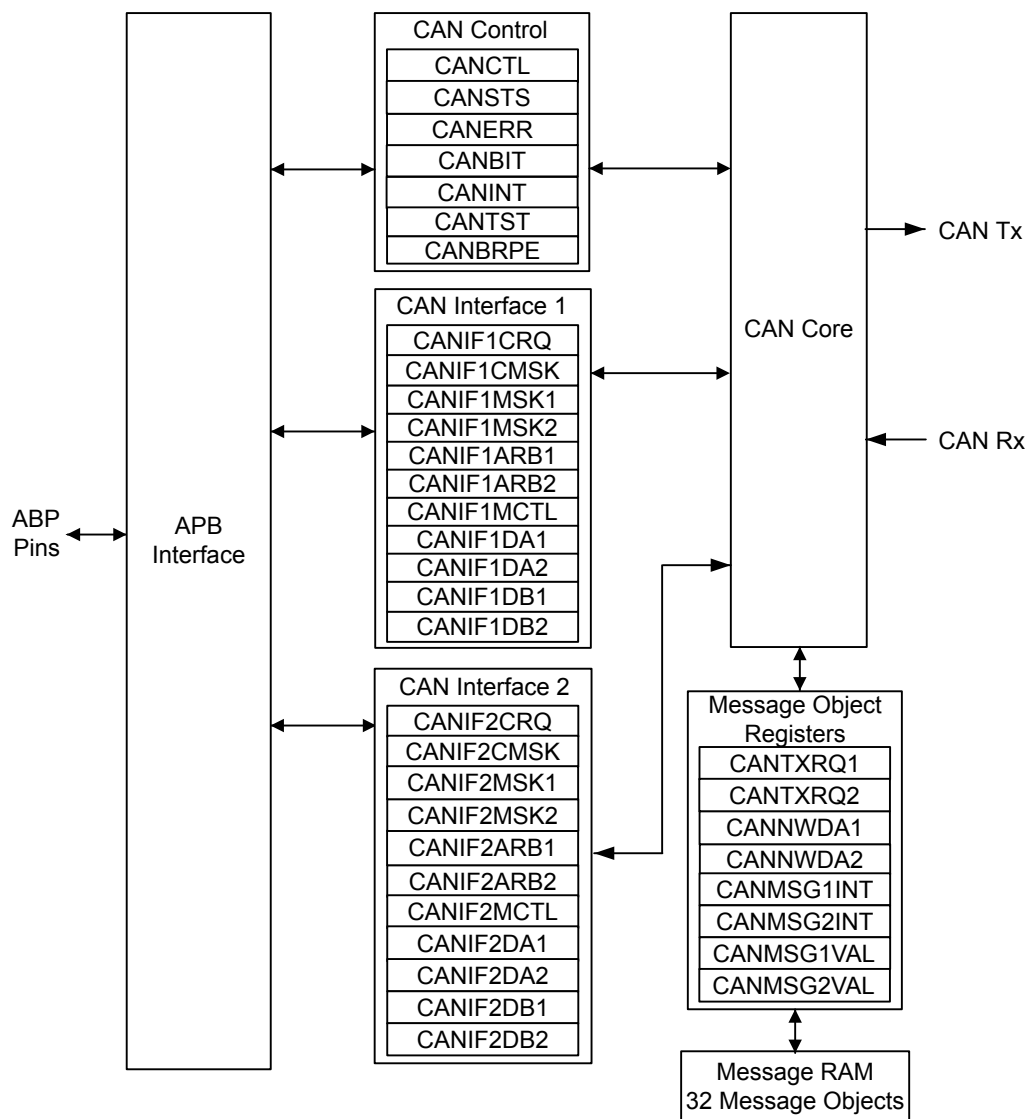 ABP
Pins
APB
Interface
CAN Control
CANCTL
CANSTS
CANERR
CANBIT
CANINT
CANTST
CANBRPE
CAN Interface 1
CANIF1CRQ
CANIF1CMSK
CANIF1MSK1
CANIF1MSK2
CANIF1ARB1
CANIF1ARB2
CANIF1MCTL
CANIF1DA1
CANIF1DA2
CANIF1DB1
CANIF1DB2
CAN Interface 2
CANIF2CRQ
CANIF2CMSK
CANIF2MSK1
CANIF2MSK2
CANIF2ARB1
CANIF2ARB2
CANIF2MCTL
CANIF2DA1
CANIF2DA2
CANIF2DB1
CANIF2DB2
CAN Core
CAN Tx
CAN Rx
Message Object
Registers
CANTXRQ1
CANTXRQ2
CANNWDA1
CANNWDA2
CANMSG1INT
CANMSG2INT
CANMSG1VAL
CANMSG2VAL
Message RAM
32 Message Objects